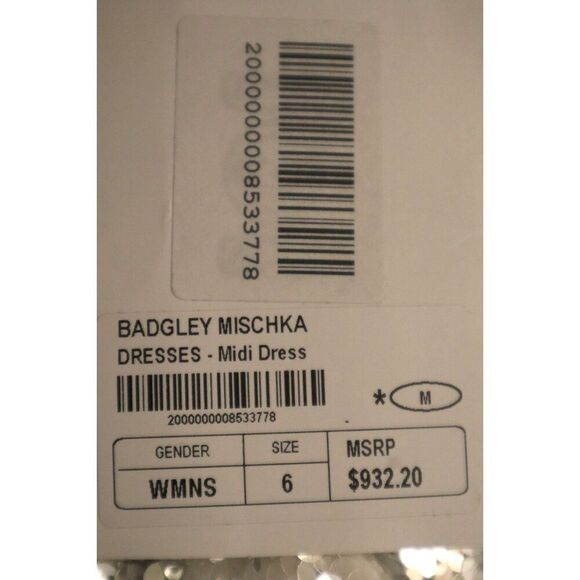 2000000008533778
BADGLEY MISCHKA
DRESSES - Midi Dress
2000000008533778
* M
GENDER SIZE MSRP
WMNS 6 $932.20